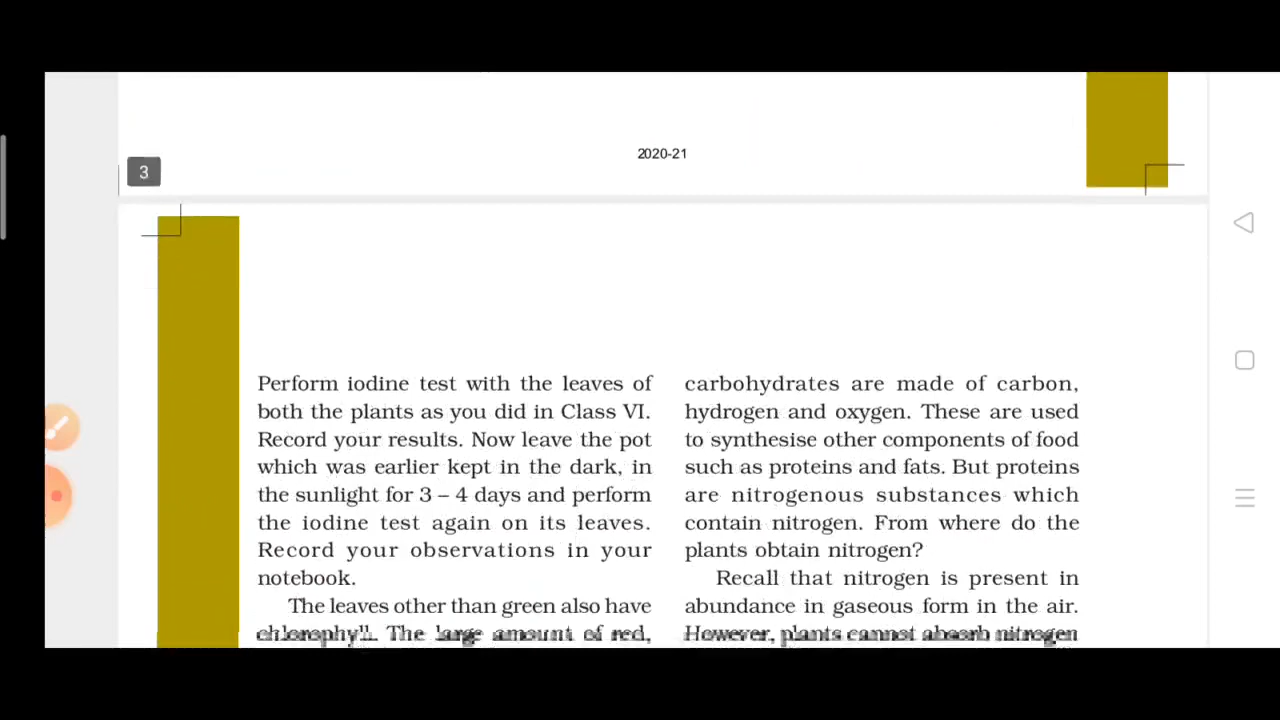 2020-21
3
Perform iodine test with the leaves of
both the plants as you did in Class VI.
Record your results. Now leave the pot
which was earlier kept in the dark, in
the sunlight for 3 – 4 days and perform
the iodine test again on its leaves.
Record your observations in your
notebook.
The leaves other than green also have
chlorophyll. The large amount of red,
carbohydrates are made of carbon,
hydrogen and oxygen. These are used
to synthesise other components of food
such as proteins and fats. But proteins
are nitrogenous substances which
contain nitrogen. From where do the
plants obtain nitrogen?
Recall that nitrogen is present in
abundance in gaseous form in the air.
However, plants cannot absorb nitrogen